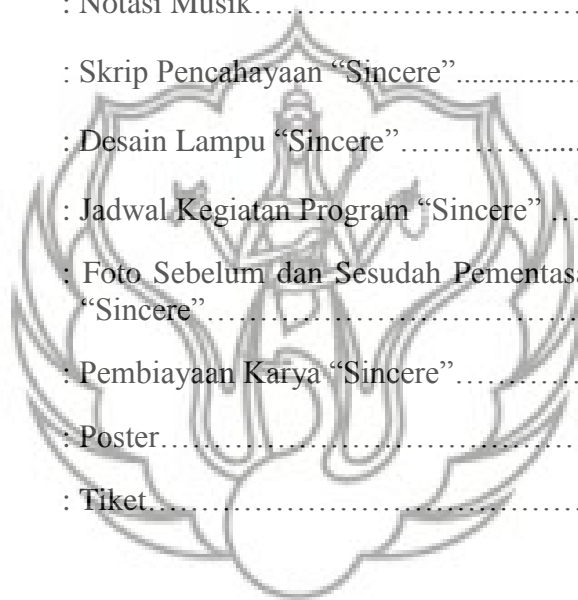 : Notasi Musik……………………………
: Skrip Pencahayaan “Sincere”...................
: Desain Lampu “Sincere”………….........
: Jadwal Kegiatan Program “Sincere” …
: Foto Sebelum dan Sesudah Pementasa
“Sincere”……………………………
: Pembiayaan Karya “Sincere”…………
: Poster………………………………
: Tiket…………………………………